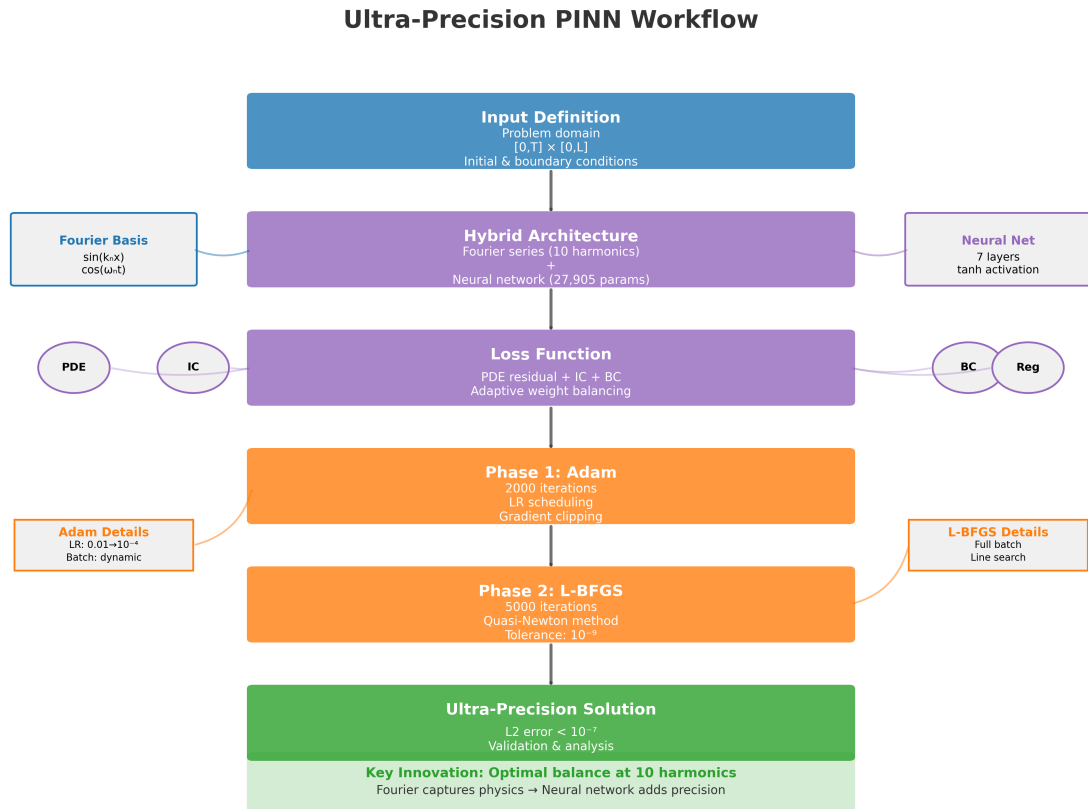 Ultra-Precision PINN Workflow
Input Definition
Problem domain
[0,T] × [0,L]
Initial & boundary conditions
Fourier Basis
sin(kₙx)
cos(ωₙt)
Hybrid Architecture
Fourier series (10 harmonics)
+
Neural network (27,905 params)
Neural Net
7 layers
tanh activation
PDE
IC
Loss Function
PDE residual + IC + BC
Adaptive weight balancing
BC
Reg
Phase 1: Adam
2000 iterations
LR scheduling
Gradient clipping
Adam Details
LR: 0.01→10⁻⁴
Batch: dynamic
L-BFGS Details
Full batch
Line search
Phase 2: L-BFGS
5000 iterations
Quasi-Newton method
Tolerance: 10⁻⁹
Ultra-Precision Solution
L2 error < 10⁻⁷
Validation & analysis
Key Innovation: Optimal balance at 10 harmonics
Fourier captures physics → Neural network adds precision